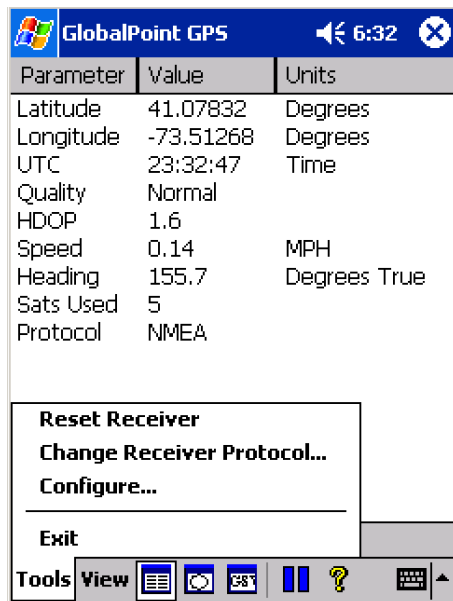 GlobalPoint GPS 6:32
Parameter Value Units
Latitude 41.07832 Degrees
Longitude -73.51268 Degrees
UTC 23:32:47 Time
Quality Normal
HDOP 1.6
Speed 0.14 MPH
Heading 155.7 Degrees True
Sats Used 5
Protocol NMEA
Reset Receiver
Change Receiver Protocol...
Configure...
Exit
Tools View